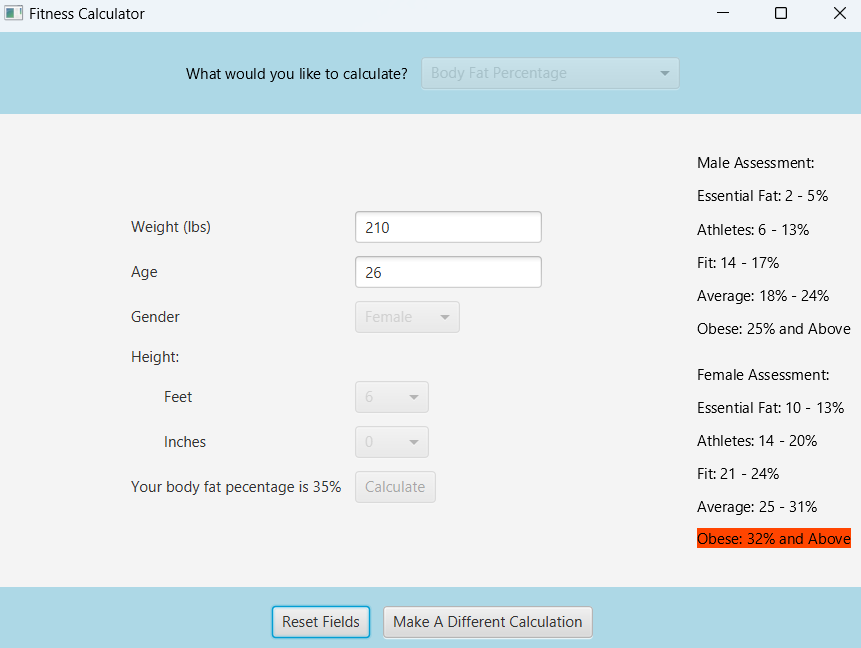 Fitness Calculator
What would you like to calculate? Body Fat Percentage
Weight (lbs) 210
Age 26
Gender Female
Height:
Feet 6
Inches 0
Your body fat pecentage is 35% Calculate
Male Assessment:
Essential Fat: 2 - 5%
Athletes: 6 - 13%
Fit: 14 - 17%
Average: 18% - 24%
Obese: 25% and Above
Female Assessment:
Essential Fat: 10 - 13%
Athletes: 14 - 20%
Fit: 21 - 24%
Average: 25 - 31%
Obese: 32% and Above
Reset Fields Make A Different Calculation